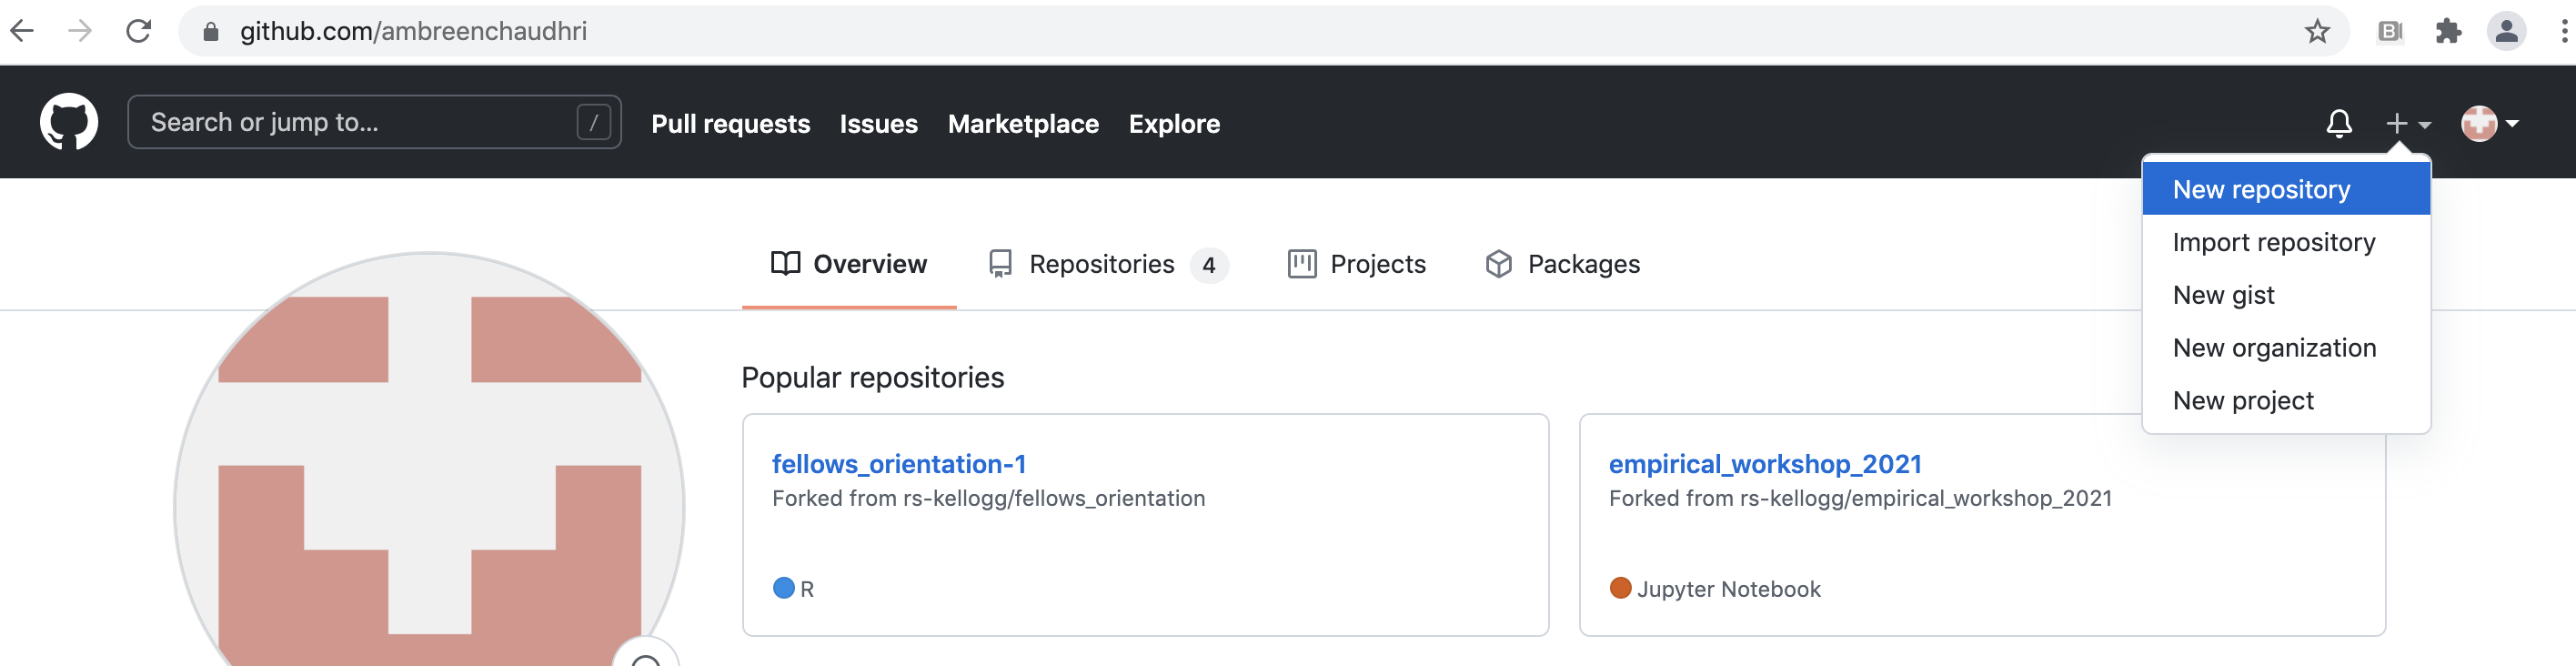 github.com/ambreenchaudhri
Search or jump to... /
Pull requests Issues Marketplace Explore
New repository
Import repository
New gist
New organization
New project
Overview Repositories 4 Projects Packages
Popular repositories
fellows_orientation-1
Forked from rs-kellogg/fellows_orientation
R
empirical_workshop_2021
Forked from rs-kellogg/empirical_workshop_2021
Jupyter Notebook